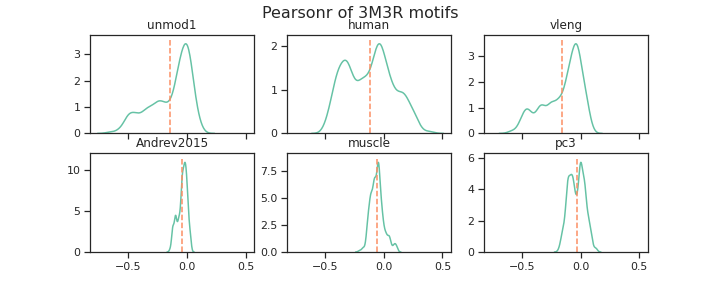 Pearsonr of 3M3R motifs
unmod1 human vleng
3 2 3
2 1 2
1 0 1
0 0
Andrev2015 muscle pc3
10 7.5 6
5 5.0 4
0 2.5 2
0.0 0
−0.5 0.0 0.5 −0.5 0.0 0.5 −0.5 0.0 0.5